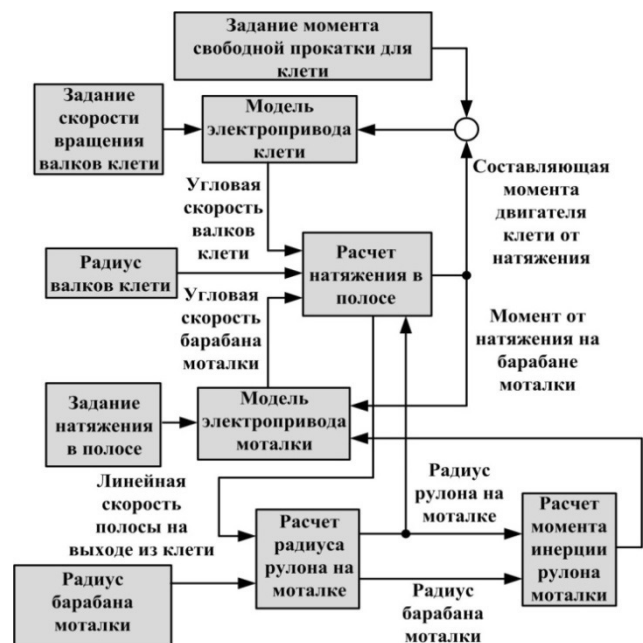 Задание момента
свободной прокатки для
клети
Задание
скорости
вращения
валков клети
Модель
электропривода
клети
Угловая
скорость
валков
клети
Составляющая
момента
двигателя
клети от
натяжения
Радиус
валков клети
Расчет
натяжения в
полосе
Угловая
скорость
барабана
моталки
Момент от
натяжения на
барабане
моталки
Задание
натяжения
в полосе
Модель
электропривода
моталки
Линейная
скорость
полосы на
выходе из клети
Радиус
рулона на
моталке
Расчет
радиуса
рулона на
моталке
Расчет
момента
инерции
рулона
моталки
Радиус
барабана
моталки
Радиус
барабана
моталки